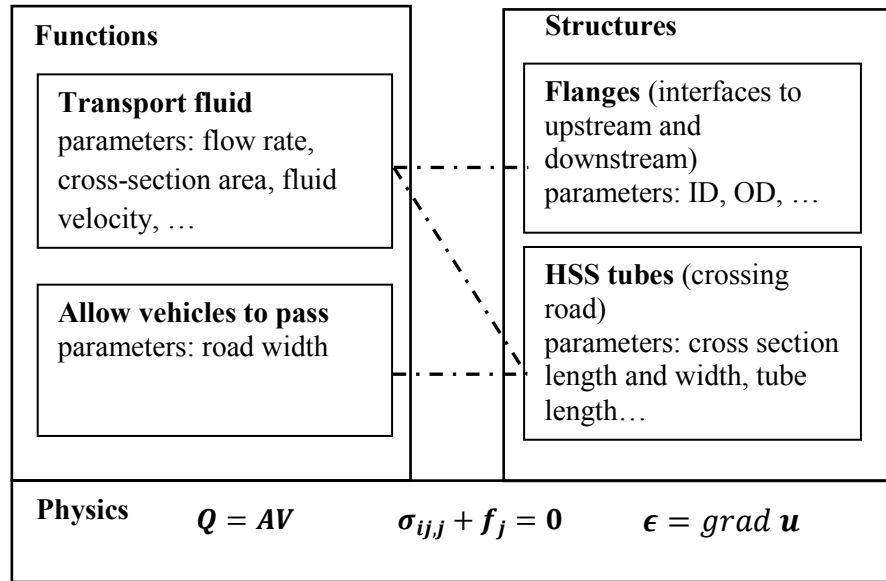 Functions
Transport fluid
parameters: flow rate,
cross-section area, fluid
velocity, …
Allow vehicles to pass
parameters: road width
Structures
Flanges (interfaces to
upstream and
downstream)
parameters: ID, OD, …
HSS tubes (crossing
road)
parameters: cross section
length and width, tube
length…
Physics Q = AV σij,j + fj = 0 ϵ = grad u